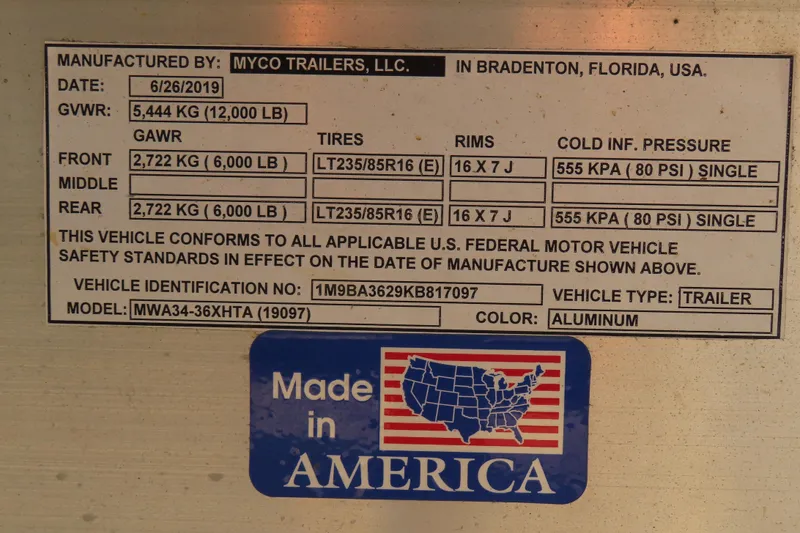 MANUFACTURED BY: MYCO TRAILERS, LLC. IN BRADENTON, FLORIDA, USA.
DATE: 6/26/2019
GVWR: 5,444 KG (12,000 LB)
GAWR TIRES RIMS COLD INF. PRESSURE
FRONT 2,722 KG ( 6,000 LB ) LT235/85R16 (E) 16 X 7 J 555 KPA ( 80 PSI ) SINGLE
MIDDLE
REAR 2,722 KG ( 6,000 LB ) LT235/85R16 (E) 16 X 7 J 555 KPA ( 80 PSI ) SINGLE
THIS VEHICLE CONFORMS TO ALL APPLICABLE U.S. FEDERAL MOTOR VEHICLE
SAFETY STANDARDS IN EFFECT ON THE DATE OF MANUFACTURE SHOWN ABOVE.
VEHICLE IDENTIFICATION NO: 1M9BA3629KB817097 VEHICLE TYPE: TRAILER
MODEL: MWA34-36XHTA (19097) COLOR: ALUMINUM
Made
in
AMERICA